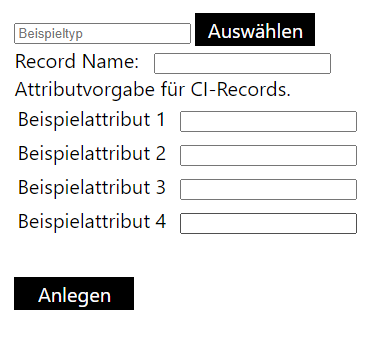 Beispieltyp Auswählen
Record Name:
Attributvorgabe für CI-Records.
Beispielattribut 1
Beispielattribut 2
Beispielattribut 3
Beispielattribut 4
Anlegen